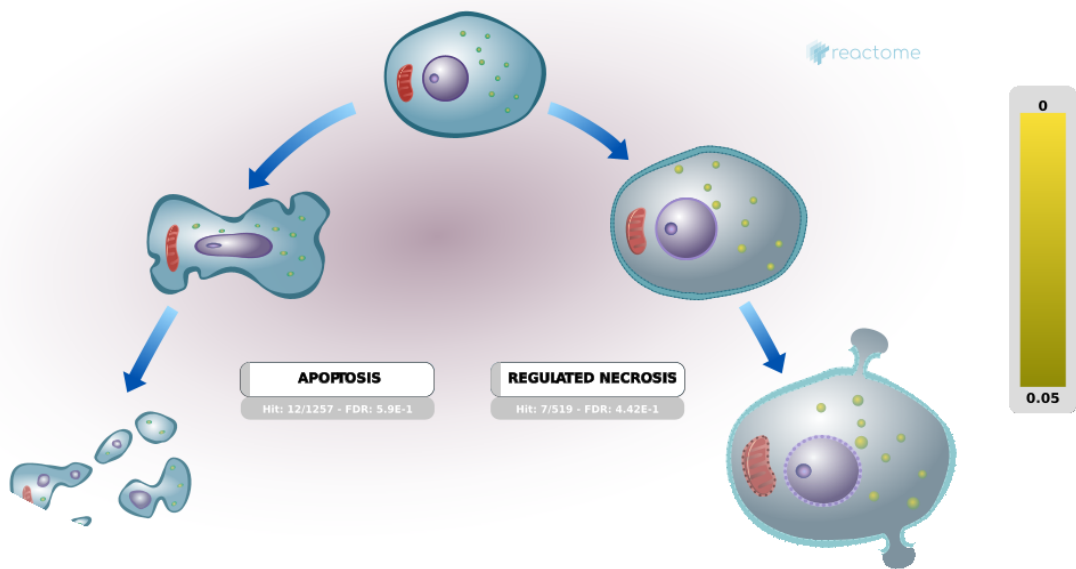 reactome
0
APOPTOSIS
Hit: 12/1257 - FDR: 5.9E-1
REGULATED NECROSIS
Hit: 7/519 - FDR: 4.42E-1
0.05